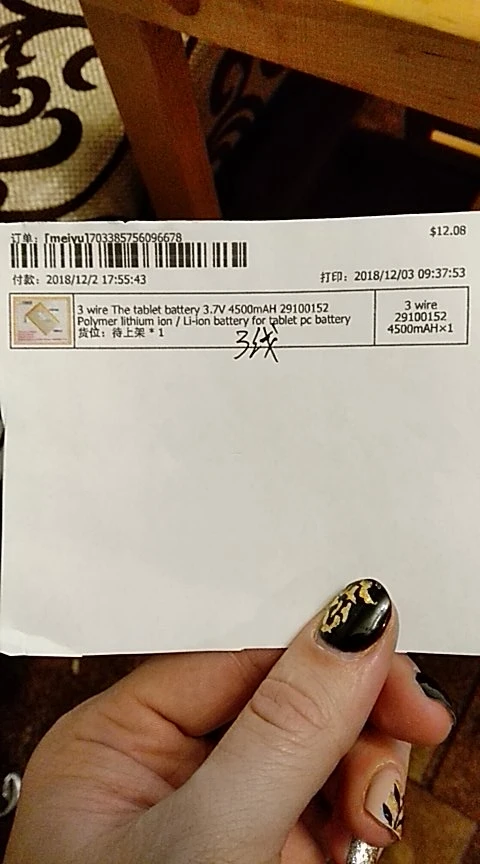 $12.08
订单: [meiyu]703385756096678
付款: 2018/12/2 17:55:43
打印: 2018/12/03 09:37:53
3 wire The tablet battery 3.7V 4500mAH 29100152
Polymer lithium ion / Li-ion battery for tablet pc battery
货位: 待上架 * 1
3 wire
29100152
4500mAH×1
3线